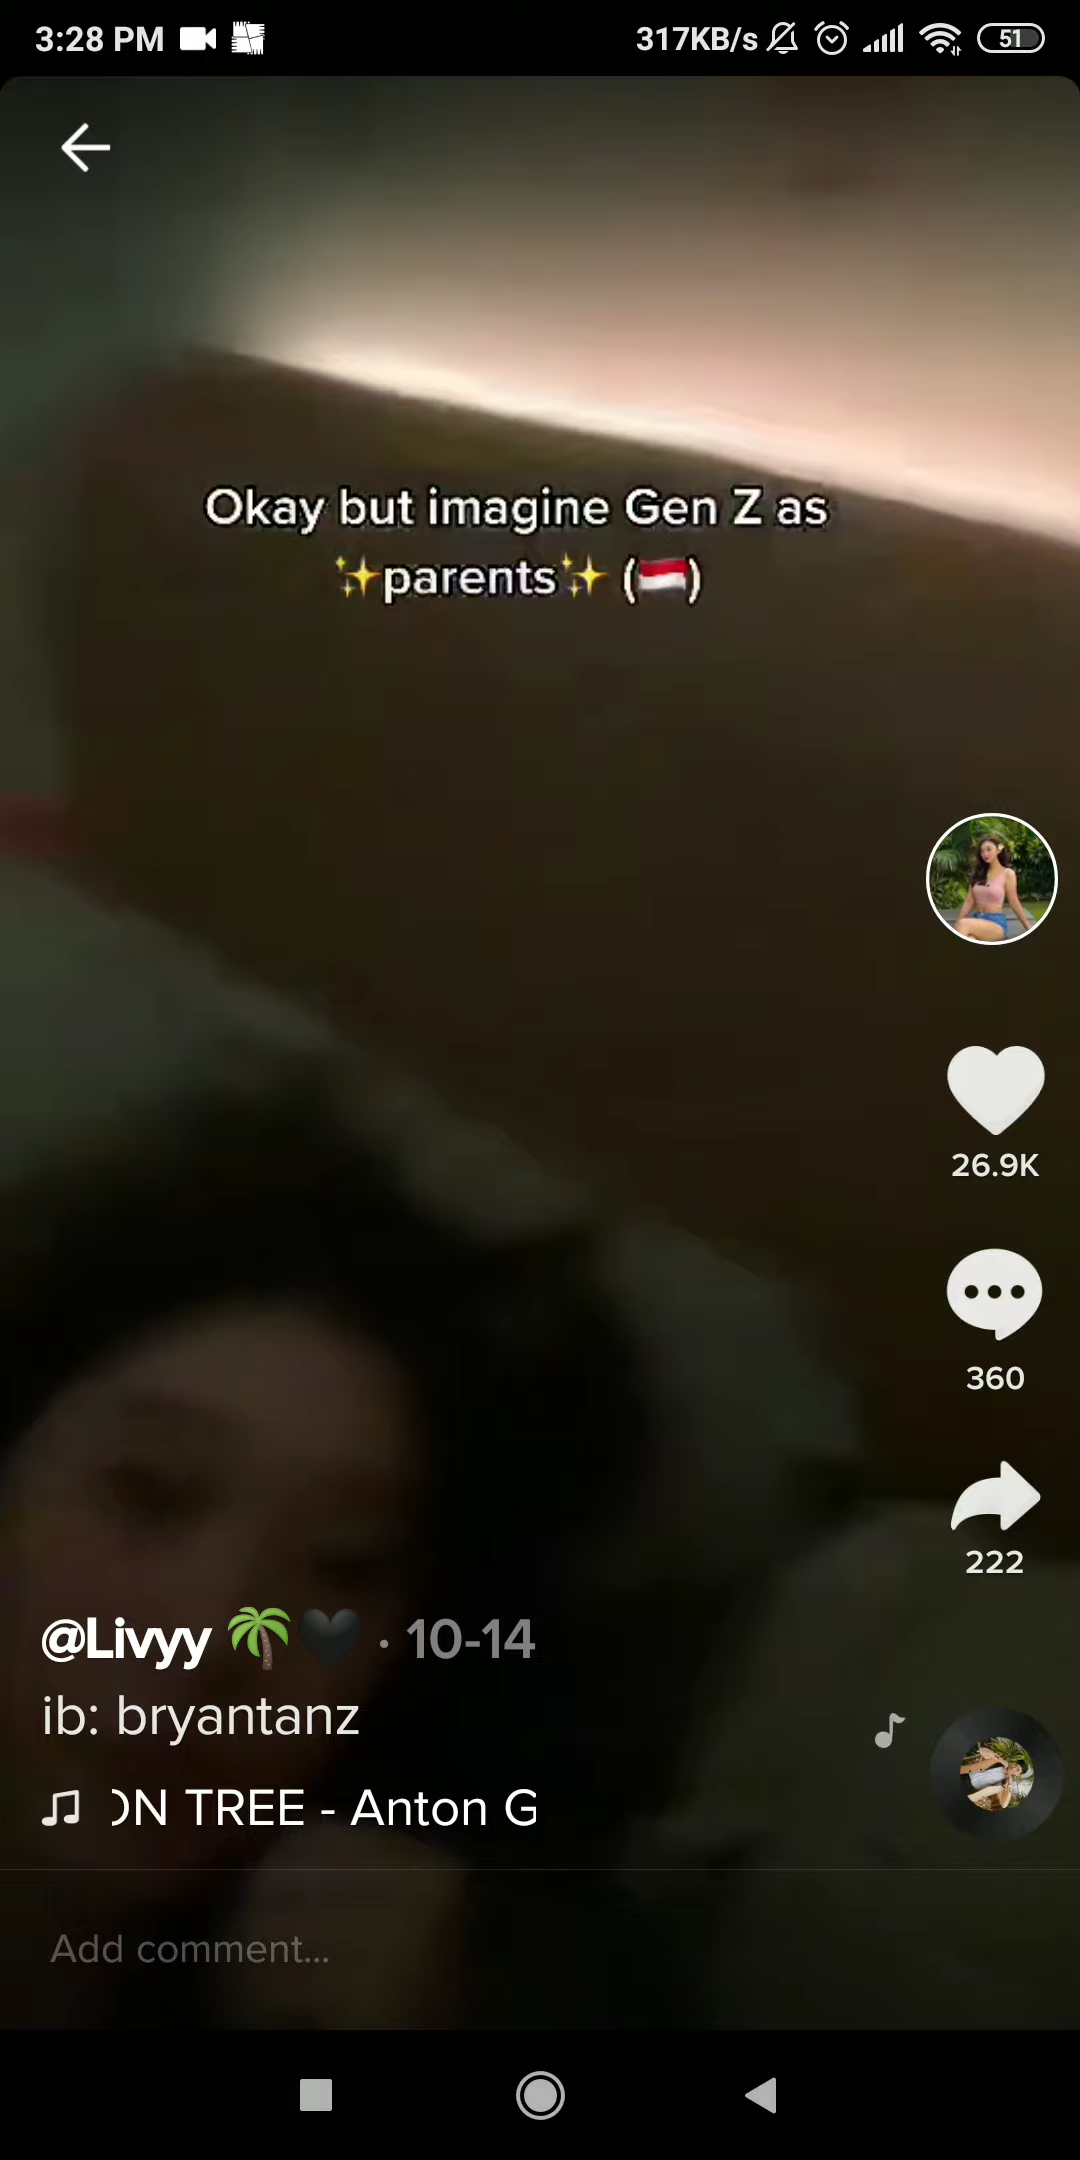 3:28 PM 317KB/s 51
Okay but imagine Gen Z as
✨parents✨ (🇮🇩)
26.9K
360
222
@Livyy 🌴🖤 · 10-14
ib: bryantanz
ON TREE - Anton G
Add comment...